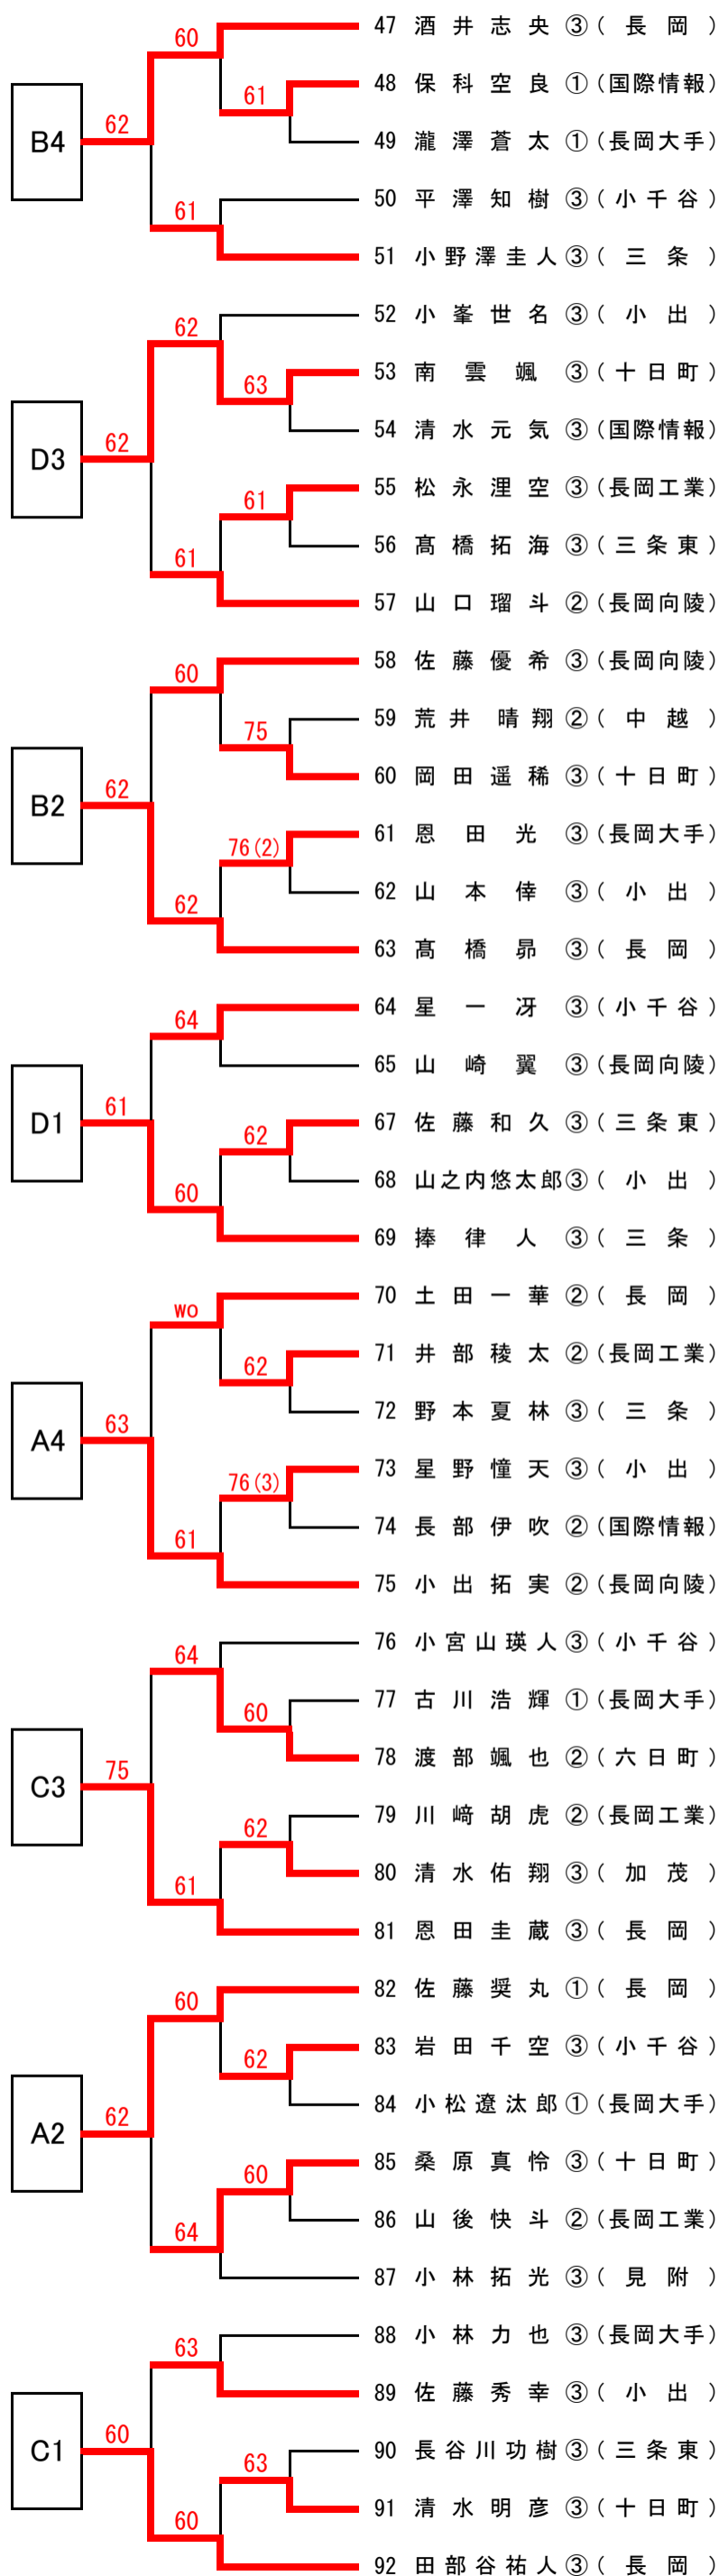 60
47 酒井志央 ③ (長岡)
61
48 保科空良 ① (国際情報)
62
B4
49 瀧澤蒼太 ① (長岡大手)
61
50 平澤知樹 ③ (小千谷)
51 小野澤圭人 ③ (三条)
62
52 小峯世名 ③ (小出)
63
53 南雲颯 ③ (十日町)
62
D3
54 清水元気 ③ (国際情報)
61
55 松永浬空 ③ (長岡工業)
61
56 髙橋拓海 ③ (三条東)
57 山口瑠斗 ② (長岡向陵)
60
58 佐藤優希 ③ (長岡向陵)
75
59 荒井晴翔 ② (中越)
62
B2
60 岡田遥稀 ③ (十日町)
76(2)
61 恩田光 ③ (長岡大手)
62
62 山本倖 ③ (小出)
63 髙橋昴 ③ (長岡)
64
64 星一冴 ③ (小千谷)
65 山崎翼 ③ (長岡向陵)
61
D1
62
67 佐藤和久 ③ (三条東)
60
68 山之内悠太郎 ③ (小出)
69 捧律人 ③ (三条)
wo
70 土田一華 ② (長岡)
62
71 井部稜太 ② (長岡工業)
63
A4
72 野本夏林 ③ (三条)
76(3)
73 星野憧天 ③ (小出)
61
74 長部伊吹 ② (国際情報)
75 小出拓実 ② (長岡向陵)
64
76 小宮山瑛人 ③ (小千谷)
60
77 古川浩輝 ① (長岡大手)
75
C3
78 渡部颯也 ② (六日町)
62
79 川﨑胡虎 ② (長岡工業)
61
80 清水佑翔 ③ (加茂)
81 恩田圭蔵 ③ (長岡)
60
82 佐藤奨丸 ① (長岡)
62
83 岩田千空 ③ (小千谷)
62
A2
84 小松遼汰郎 ① (長岡大手)
60
85 桑原真怜 ③ (十日町)
64
86 山後快斗 ② (長岡工業)
87 小林拓光 ③ (見附)
63
88 小林力也 ③ (長岡大手)
89 佐藤秀幸 ③ (小出)
60
C1
63
90 長谷川功樹 ③ (三条東)
60
91 清水明彦 ③ (十日町)
92 田部谷祐人 ③ (長岡)